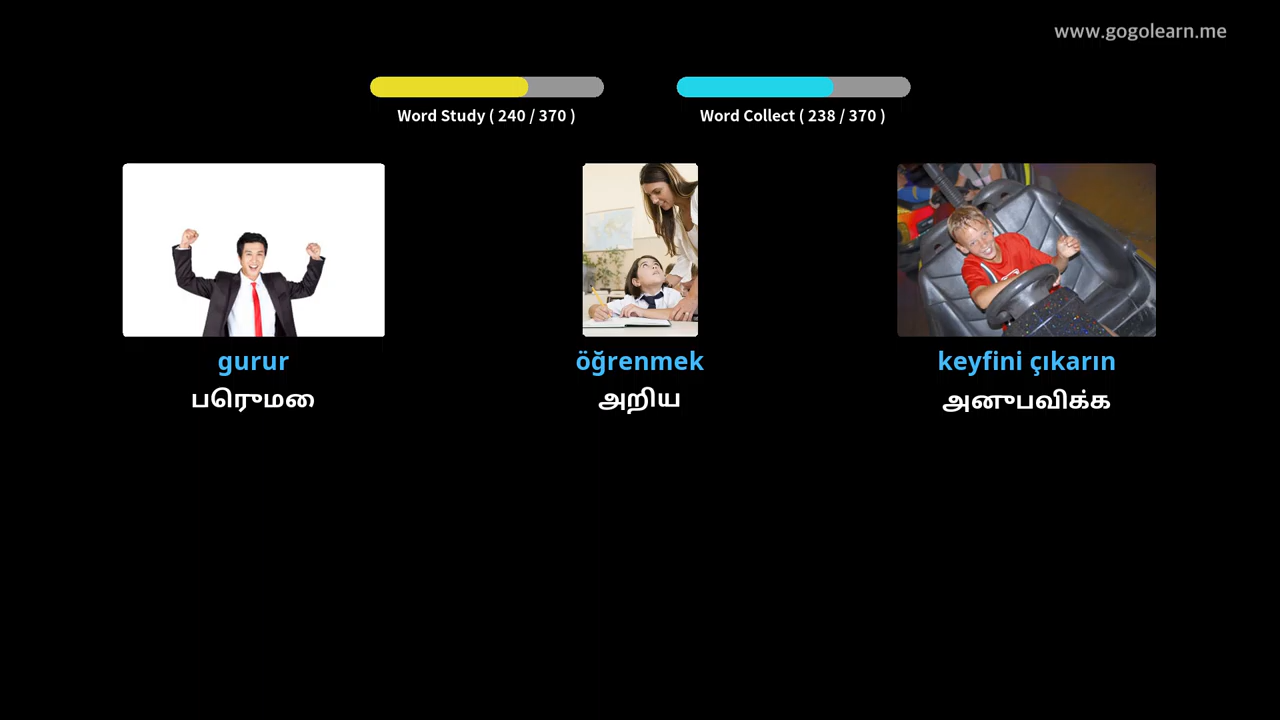 www.gogolearn.me
Word Study ( 240 / 370 )
Word Collect ( 238 / 370 )
gurur
பெருமை
öğrenmek
அறிய
keyfini çıkarın
அனுபவிக்க